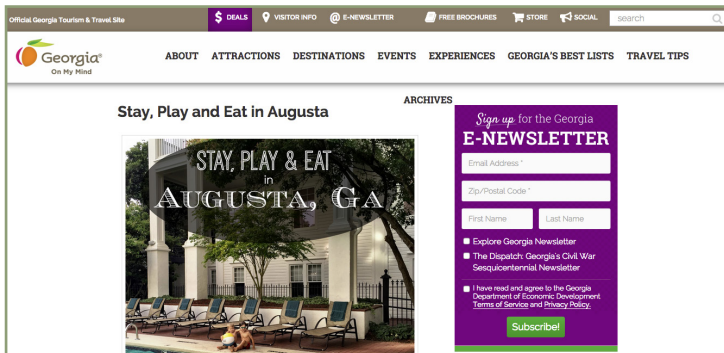 Official Georgia Tourism & Travel Site
$ DEALS
VISITOR INFO
@ E-NEWSLETTER
FREE BROCHURES
STORE
SOCIAL
search
Georgia®
On My Mind
ABOUT ATTRACTIONS DESTINATIONS EVENTS EXPERIENCES GEORGIA'S BEST LISTS TRAVEL TIPS
ARCHIVES
Stay, Play and Eat in Augusta
STAY, PLAY & EAT
in
AUGUSTA, GA
Sign up for the Georgia
E-NEWSLETTER
Email Address *
Zip/Postal Code *
First Name
Last Name
Explore Georgia Newsletter
The Dispatch: Georgia's Civil War
Sesquicentennial Newsletter
I have read and agree to the Georgia
Department of Economic Development
Terms of Service and Privacy Policy.
Subscribe!